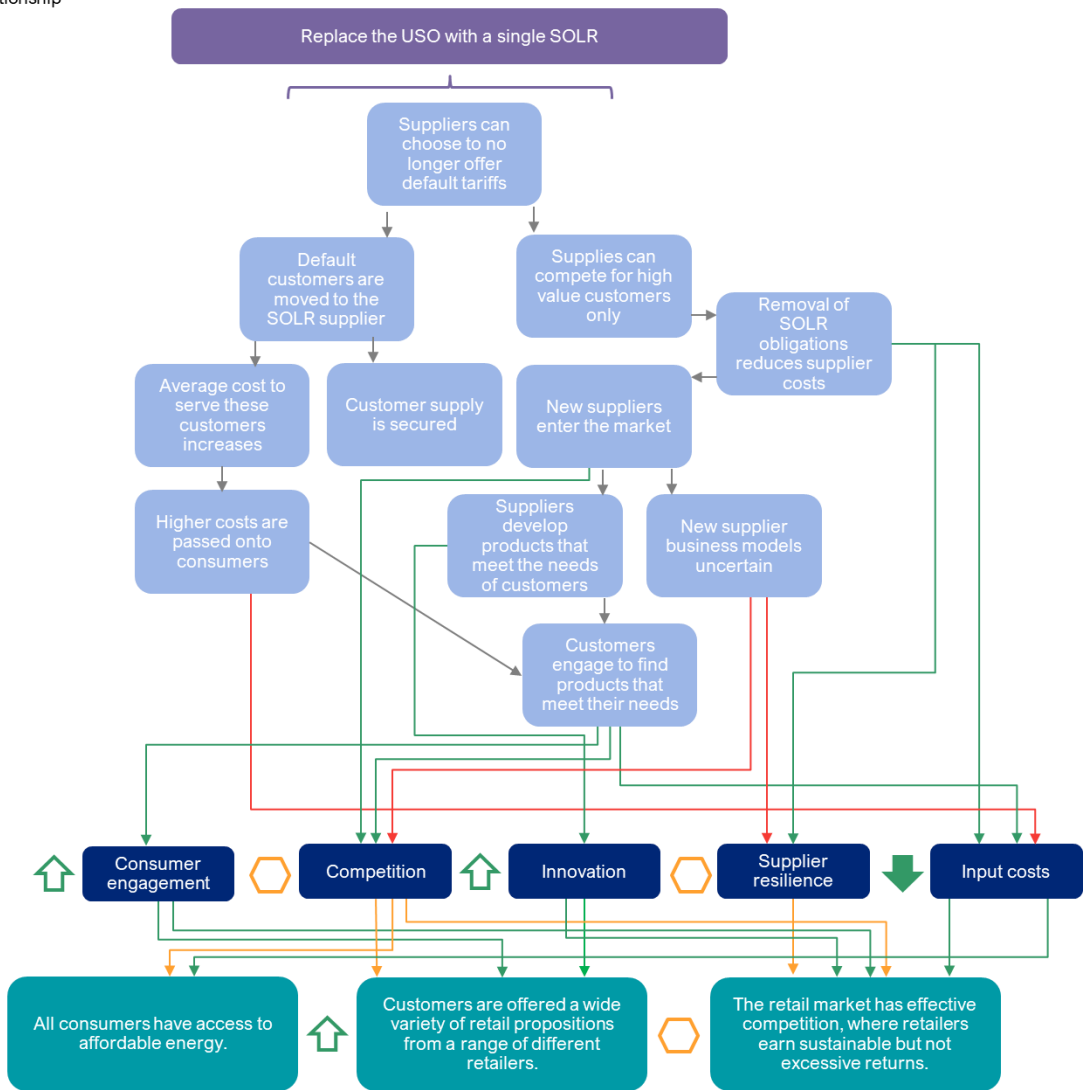 tionship
Replace the USO with a single SOLR
Suppliers can
choose to no
longer offer
default tariffs
Default
customers are
moved to the
SOLR supplier
Supplies can
compete for high
value customers
only
Removal of
SOLR
obligations
reduces supplier
costs
Average cost to
serve these
customers
increases
Customer supply
is secured
New suppliers
enter the market
Higher costs are
passed onto
consumers
Suppliers
develop
products that
meet the needs
of customers
New supplier
business models
uncertain
Customers
engage to find
products that
meet their needs
Consumer
engagement
Competition
Innovation
Supplier
resilience
Input costs
All consumers have access to
affordable energy.
Customers are offered a wide
variety of retail propositions
from a range of different
retailers.
The retail market has effective
competition, where retailers
earn sustainable but not
excessive returns.